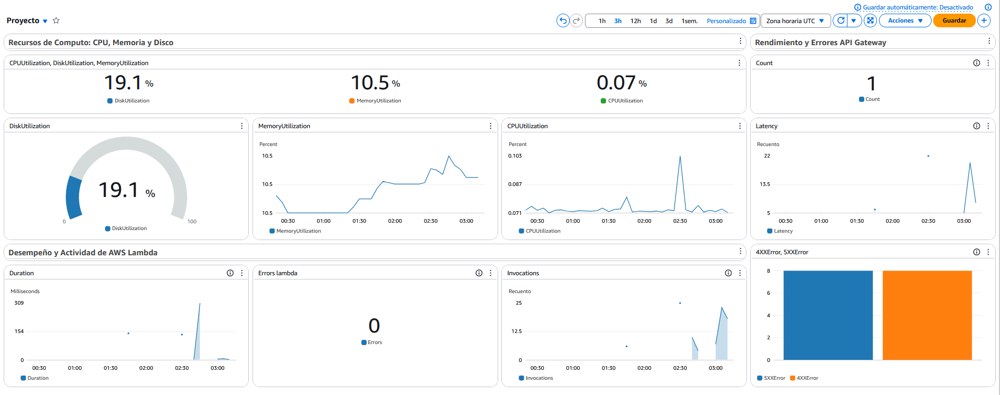 Guardar automáticamente: Desactivado
Proyecto
1h 3h 12h 1d 3d 1sem. Personalizado Zona horaria UTC Acciones Guardar
Recursos de Computo: CPU, Memoria y Disco
Rendimiento y Errores API Gateway
CPUUtilization, DiskUtilization, MemoryUtilization
19.1 %
DiskUtilization
10.5 %
MemoryUtilization
0.07 %
CPUUtilization
Count
1
Count
DiskUtilization
19.1 %
0 100
DiskUtilization
MemoryUtilization
Percent
10.5
10.5
10.5
00:30 01:00 01:30 02:00 02:30 03:00
MemoryUtilization
CPUUtilization
Percent
0.103
0.087
0.071
00:30 01:00 01:30 02:00 02:30 03:00
CPUUtilization
Latency
Recuento
22
13.5
5
00:30 01:00 01:30 02:00 02:30 03:00
Latency
Desempeño y Actividad de AWS Lambda
Duration
Milliseconds
309
154
0
00:30 01:00 01:30 02:00 02:30 03:00
Duration
Errors lambda
0
Errors
Invocations
Recuento
25
12.5
0
00:30 01:00 01:30 02:00 02:30 03:00
Invocations
4XXError, 5XXError
8
6
4
2
0
5XXError 4XXError